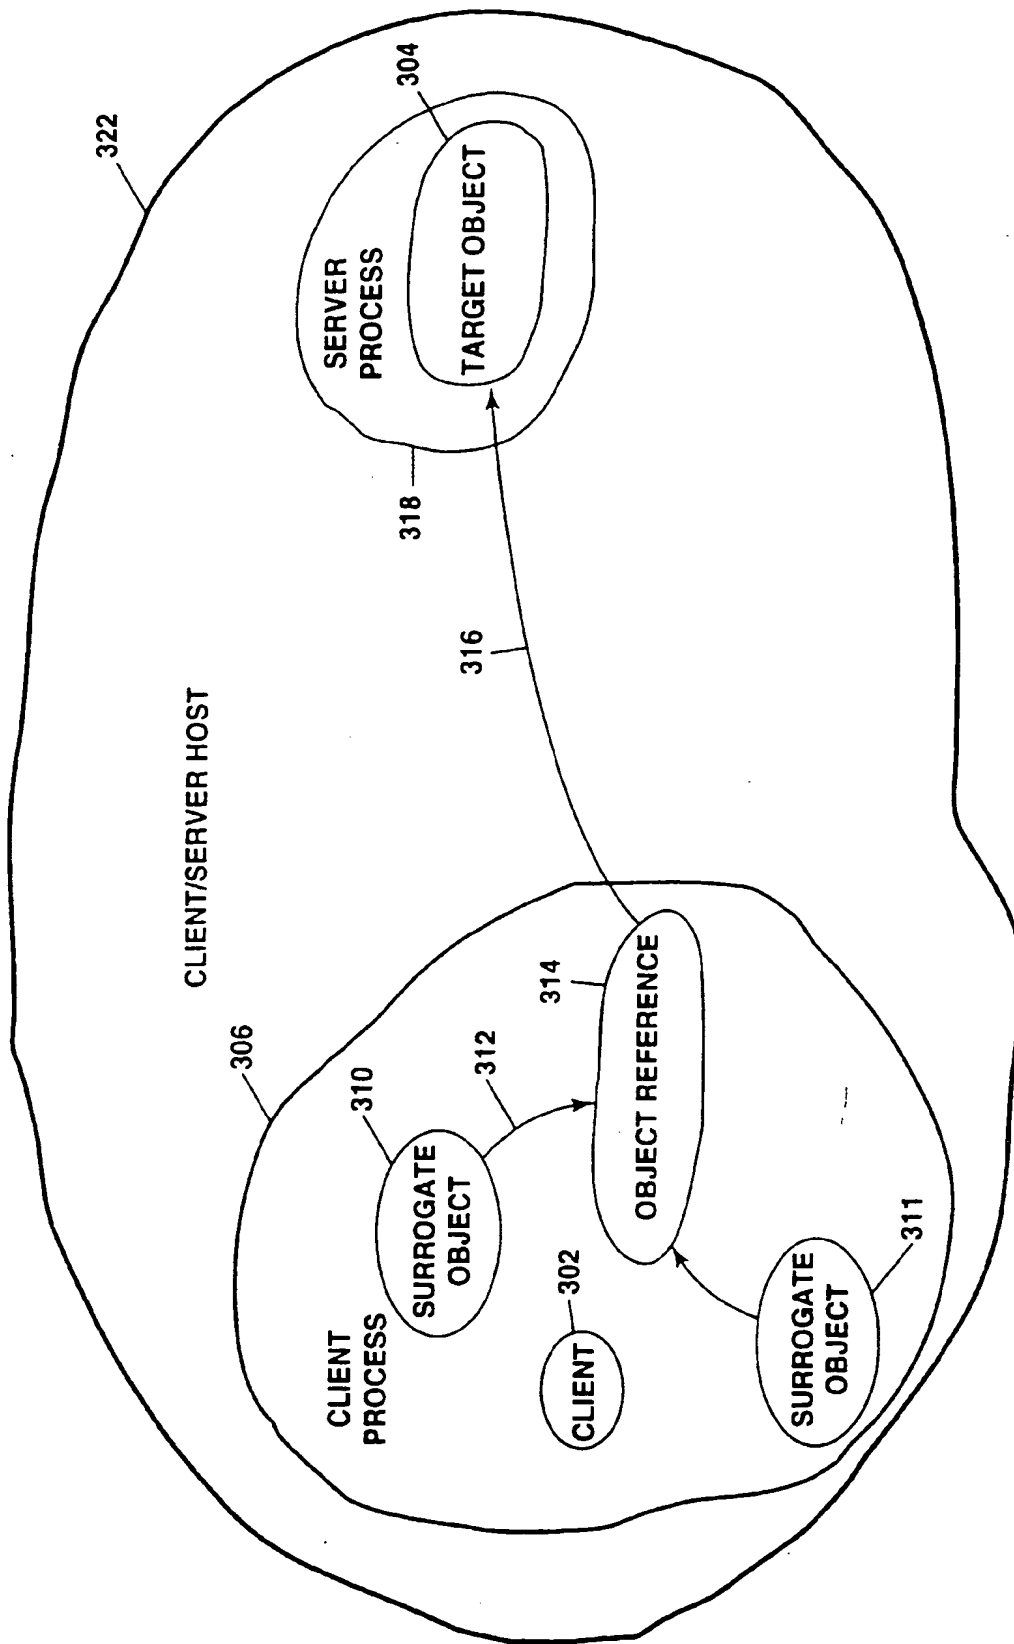 322
CLIENT/SERVER HOST
306
CLIENT
PROCESS
310
SURROGATE
OBJECT
312
302
CLIENT
314
OBJECT REFERENCE
SURROGATE
OBJECT
311
316
318
SERVER
PROCESS
304
TARGET OBJECT